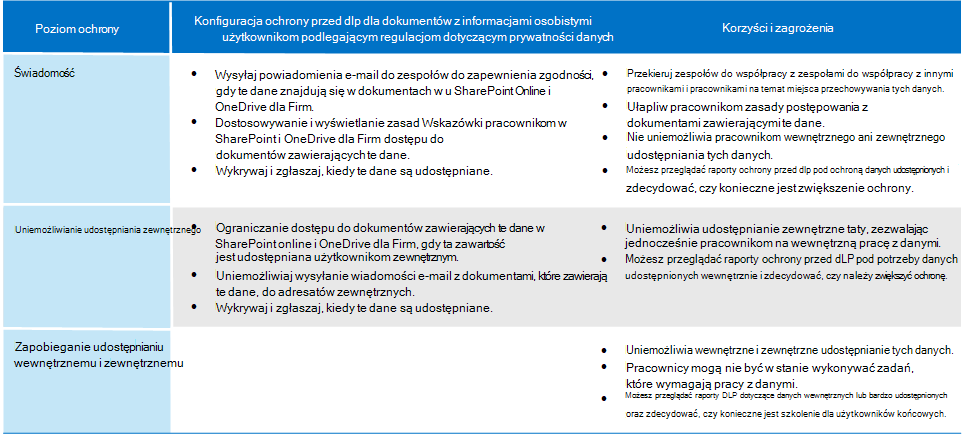 Poziom ochrony
Konfiguracja ochrony przed dlp dla dokumentów z informacjami osobistymi
użytkownikom podlegającym regulacjom dotyczącym prywatności danych
Korzyści i zagrożenia
Świadomość
• Wysyłaj powiadomienia e-mail do zespołów do zapewnienia zgodności,
gdy te dane znajdują się w dokumentach w u SharePoint Online i
OneDrive dla Firm.
• Dostosowywanie i wyświetlanie zasad Wskazówki pracownikom w
SharePoint i OneDrive dla Firm dostępu do
dokumentów zawierających te dane.
• Wykrywaj i zgłaszaj, kiedy te dane są udostępniane.
• Przekieruj zespołów do współpracy z zespołami do współpracy z innymi
pracownikami i pracownikami na temat miejsca przechowywania tych danych.
• Ułapliw pracownikom zasady postępowania z
dokumentami zawierającymi te dane.
• Nie uniemożliwia pracownikom wewnętrznego ani zewnętrznego
udostępniania tych danych.
• Możesz przeglądać raporty ochrony przed dlp pod ochroną danych udostępnionych i
zdecydować, czy konieczne jest zwiększenie ochrony.
Uniemożliwianie udostępniania zewnętrznego
• Ograniczanie dostępu do dokumentów zawierających te dane w
SharePoint online i OneDrive dla Firm, gdy ta zawartość
jest udostępniana użytkownikom zewnętrznym.
• Uniemożliwiaj wysyłanie wiadomości e-mail z dokumentami, które zawierają
te dane, do adresatów zewnętrznych.
• Wykrywaj i zgłaszaj, kiedy te dane są udostępniane.
• Uniemożliwia udostępnianie zewnętrzne taty, zezwalając
jednocześnie pracownikom na wewnętrzną pracę z danymi.
• Możesz przeglądać raporty ochrony przed dLP pod potrzeby danych
udostępnionych wewnętrznie i zdecydować, czy należy zwiększyć ochronę.
Zapobieganie udostępnianiu
wewnętrznemu i zewnętrznemu
• Uniemożliwia wewnętrzne i zewnętrzne udostępnianie tych danych.
• Pracownicy mogą nie być w stanie wykonywać zadań,
które wymagają pracy z danymi.
• Możesz przeglądać raporty DLP dotyczące danych wewnętrznych lub bardzo udostępnionych
oraz zdecydować, czy konieczne jest szkolenie dla użytkowników końcowych.